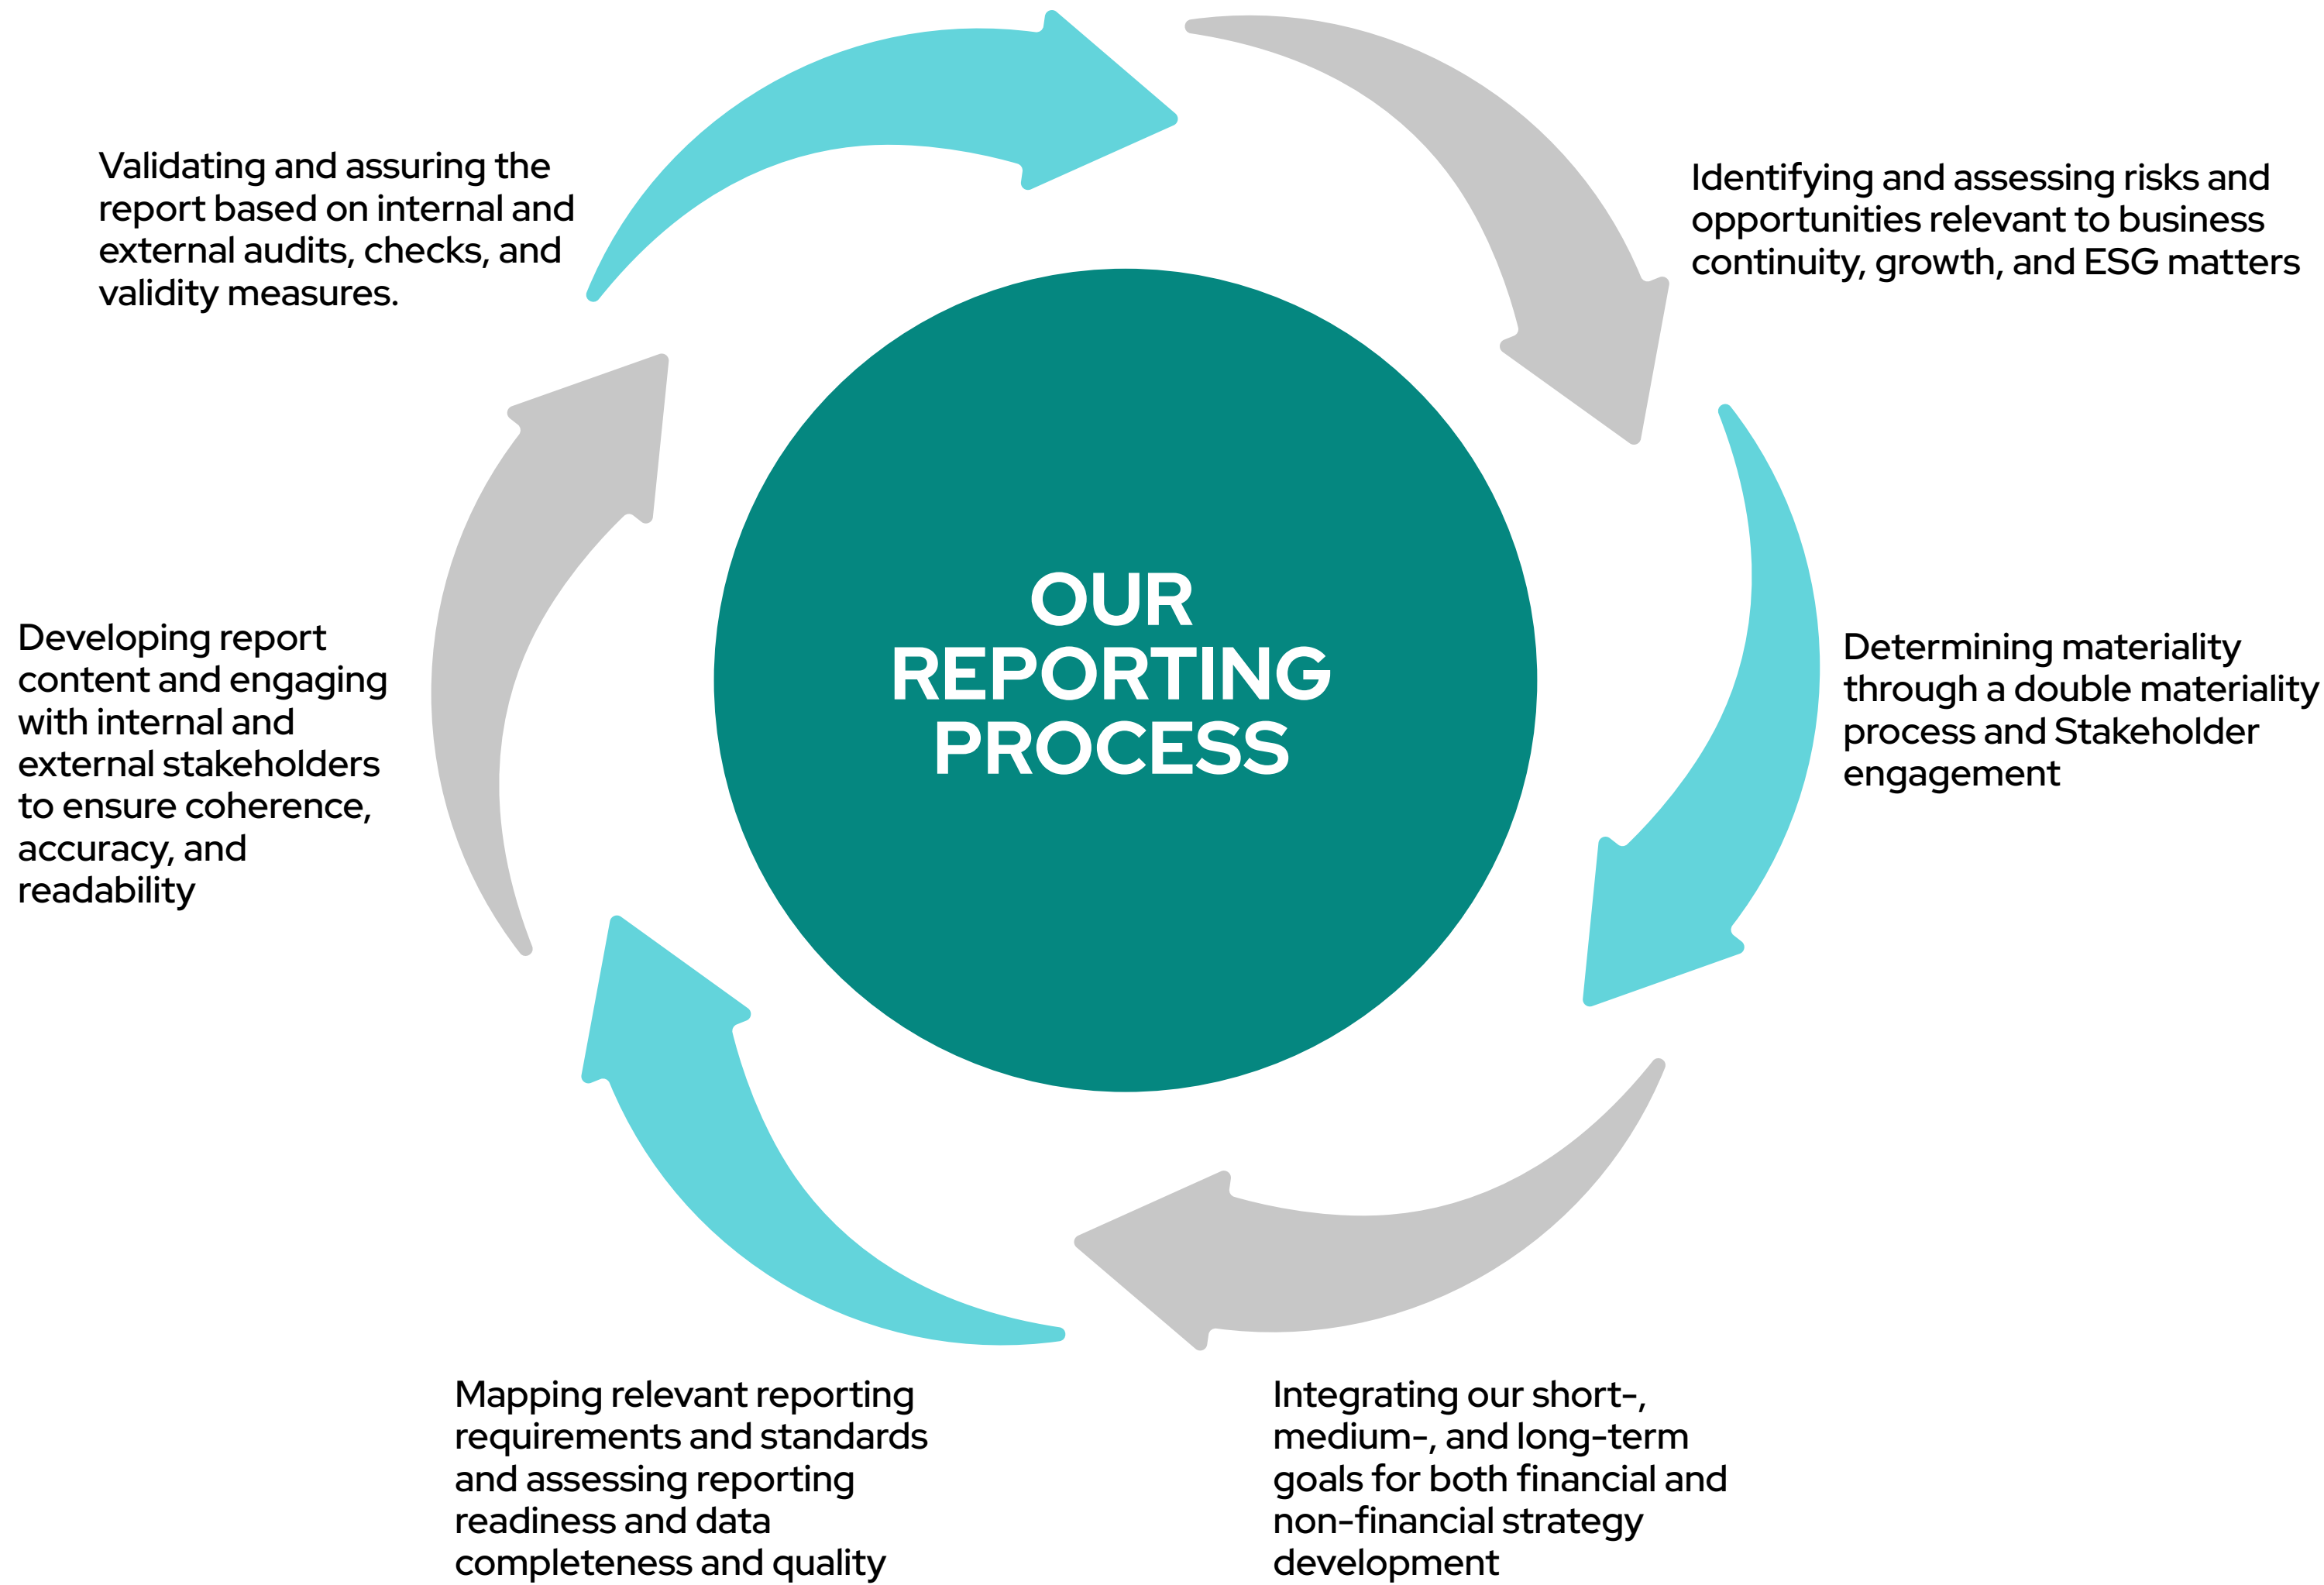 Validating and assuring the
report based on internal and
external audits, checks, and
validity measures.
Identifying and assessing risks and
opportunities relevant to business
continuity, growth, and ESG matters
OUR
REPORTING
PROCESS
Developing report
content and engaging
with internal and
external stakeholders
to ensure coherence,
accuracy, and
readability
Determining materiality
through a double materiality
process and Stakeholder
engagement
Mapping relevant reporting
requirements and standards
and assessing reporting
readiness and data
completeness and quality
Integrating our short-,
medium-, and long-term
goals for both financial and
non-financial strategy
development